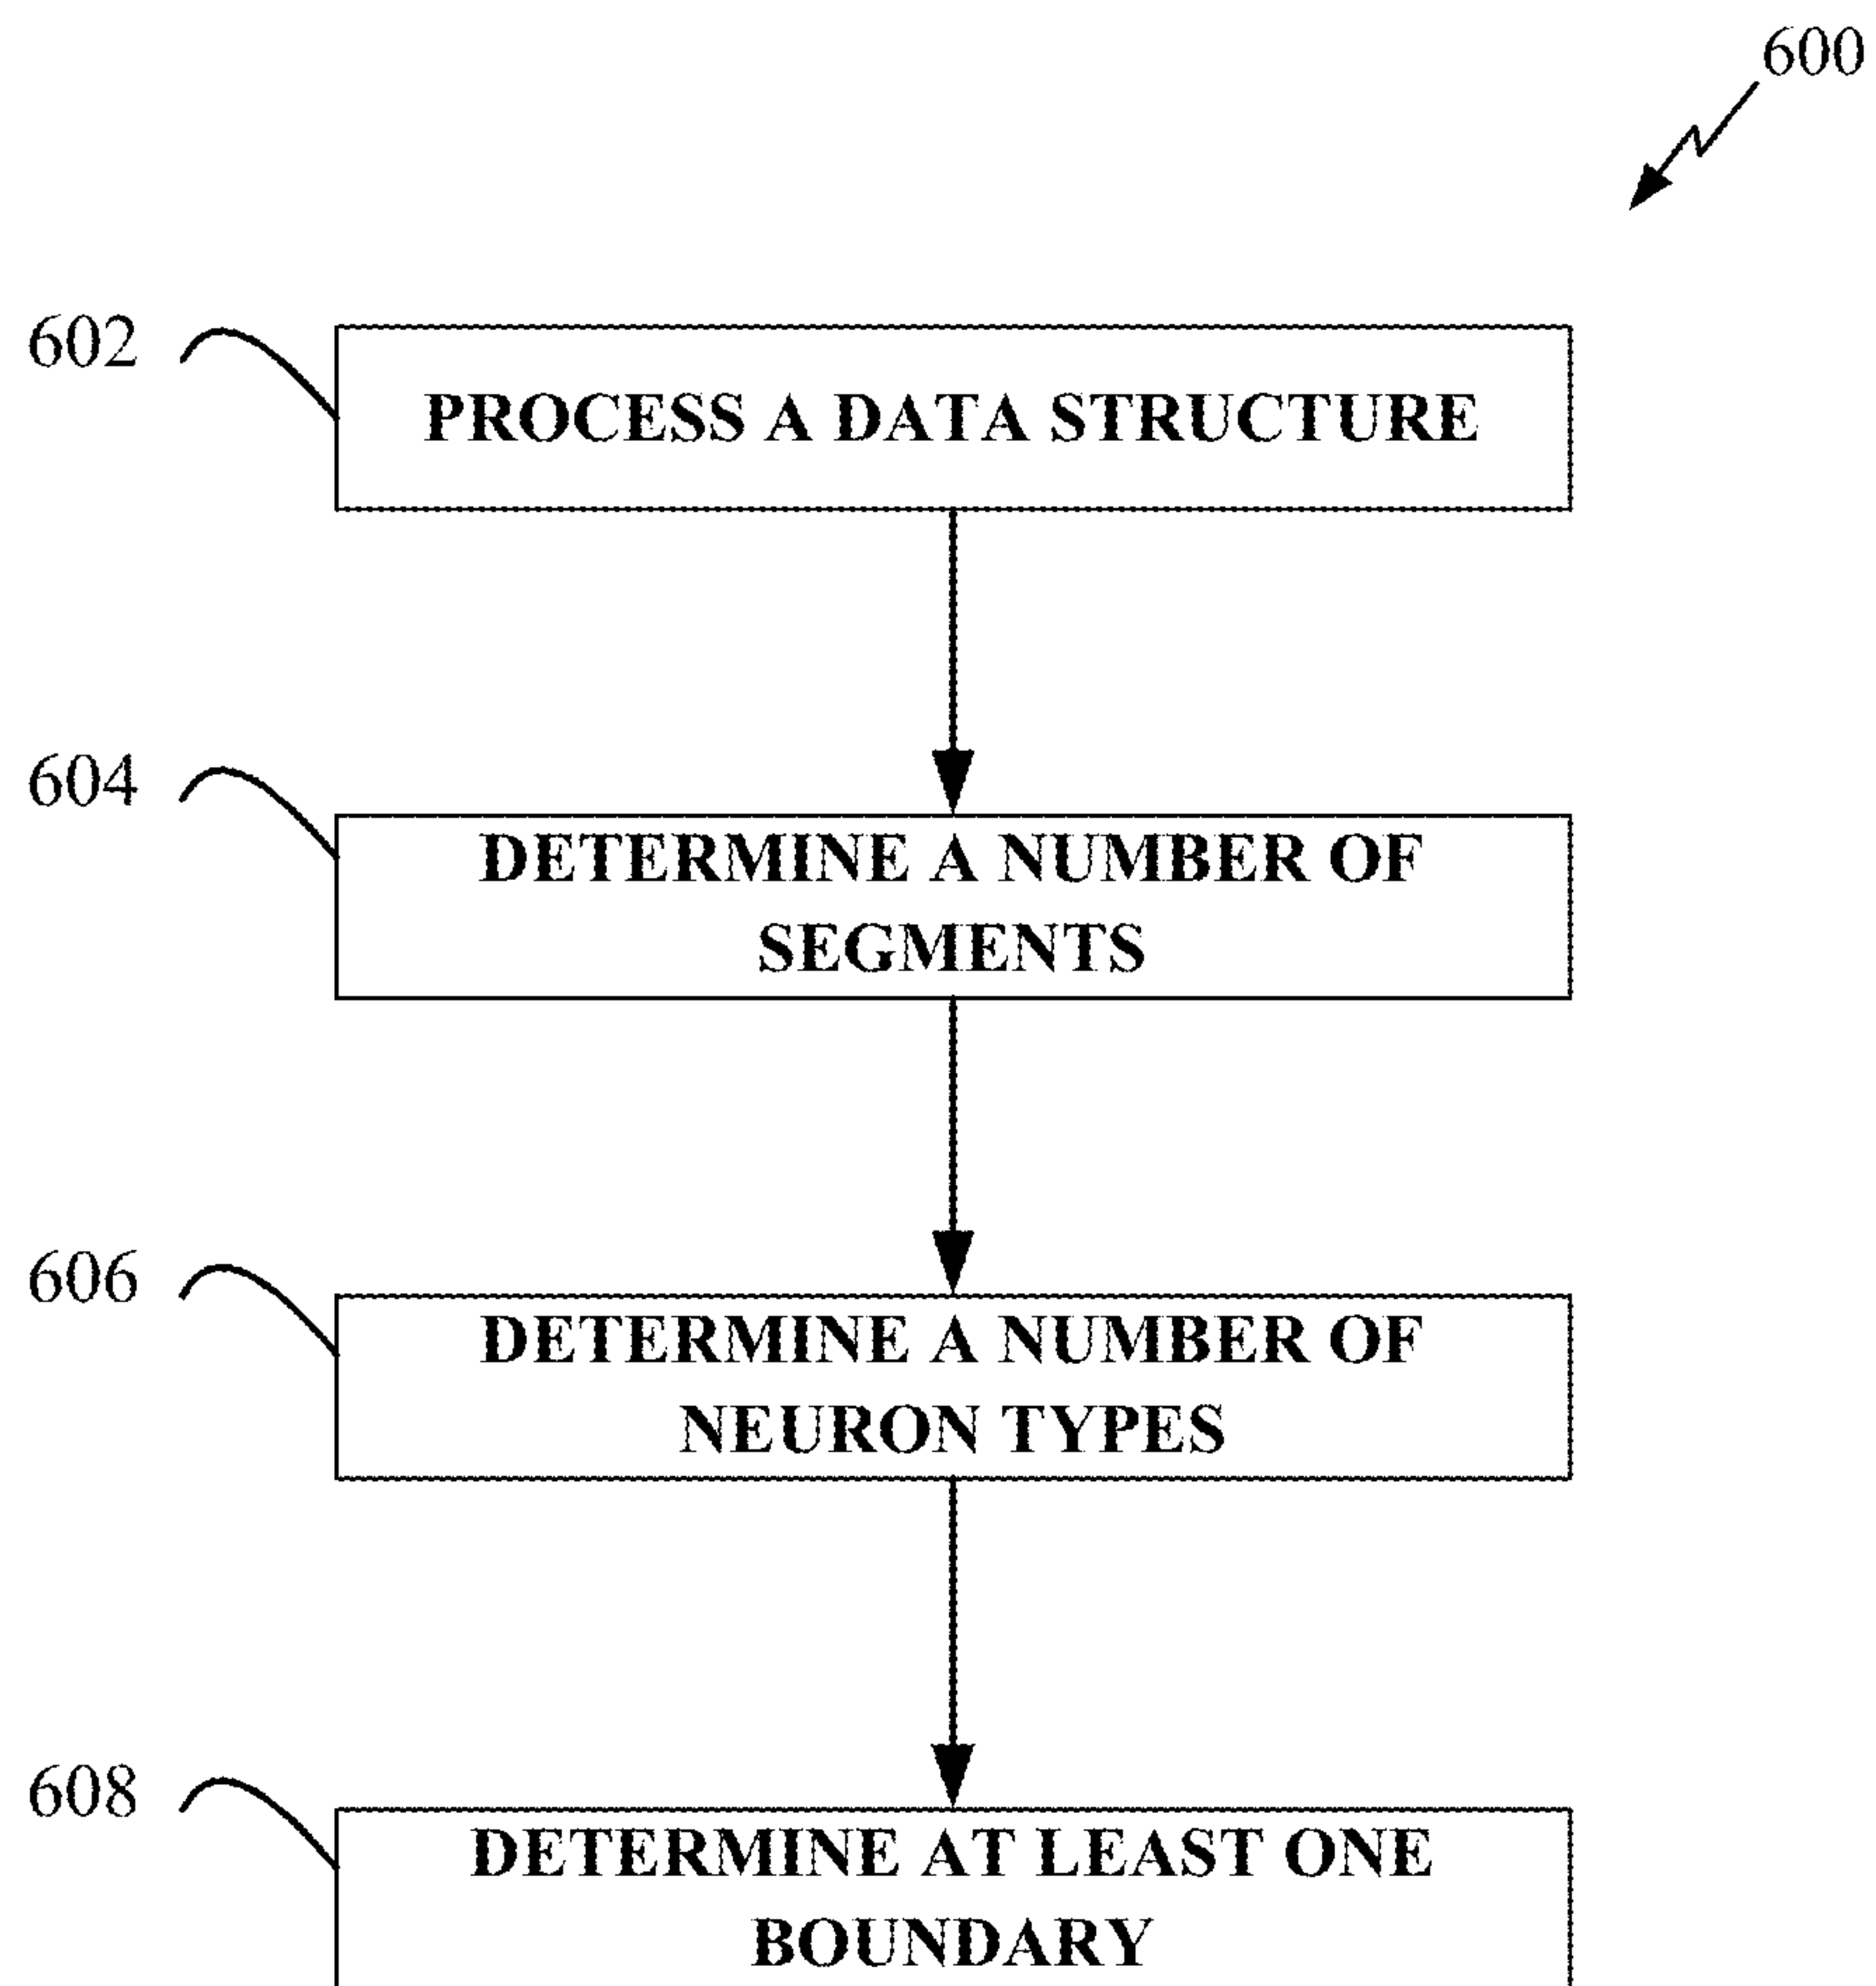 600
602
PROCESS A DATA STRUCTURE
604
DETERMINE A NUMBER OF
SEGMENTS
606
DETERMINE A NUMBER OF
NEURON TYPES
608
DETERMINE AT LEAST ONE
BOUNDARY